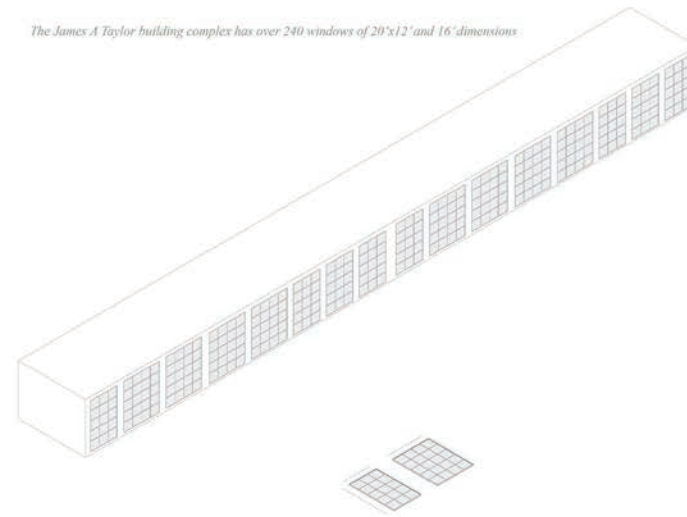 The James A Taylor building complex has over 240 windows of 20'x12' and 16' dimensions